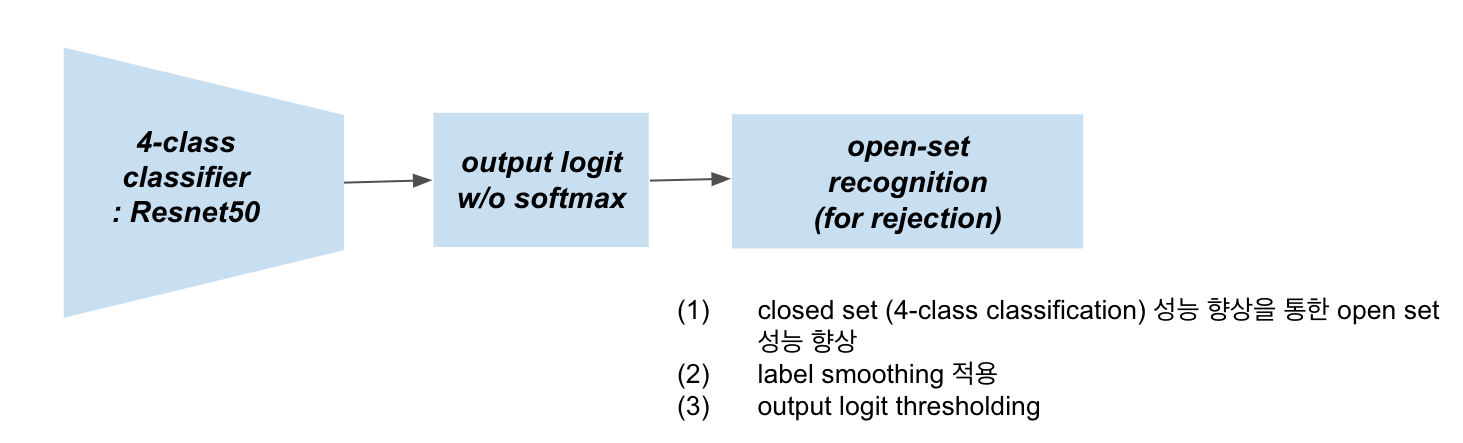 4-class
classifier
: Resnet50
output logit
w/o softmax
open-set
recognition
(for rejection)
(1) closed set (4-class classification) 성능 향상을 통한 open set
성능 향상
(2) label smoothing 적용
(3) output logit thresholding